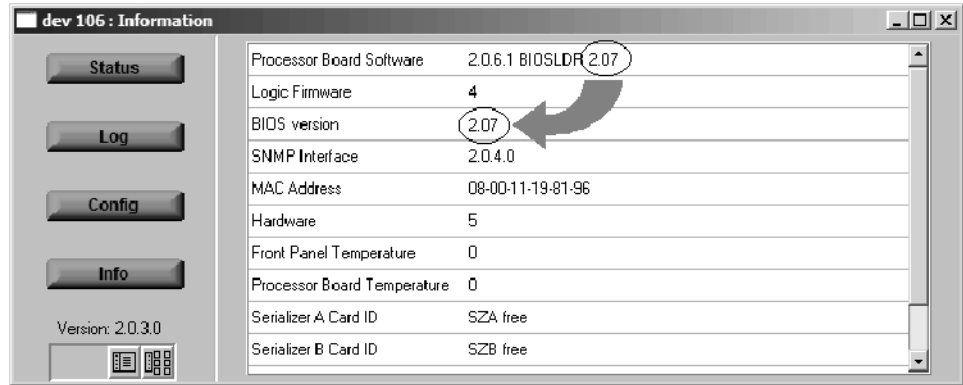 dev 106 : Information
Status
Log
Config
Info
Version: 2.0.3.0
Processor Board Software 2.0.6.1 BIOSLDR 2.07
Logic Firmware 4
BIOS version 2.07
SNMP Interface 2.0.4.0
MAC Address 08-00-11-19-81-96
Hardware 5
Front Panel Temperature 0
Processor Board Temperature 0
Serializer A Card ID SZA free
Serializer B Card ID SZB free